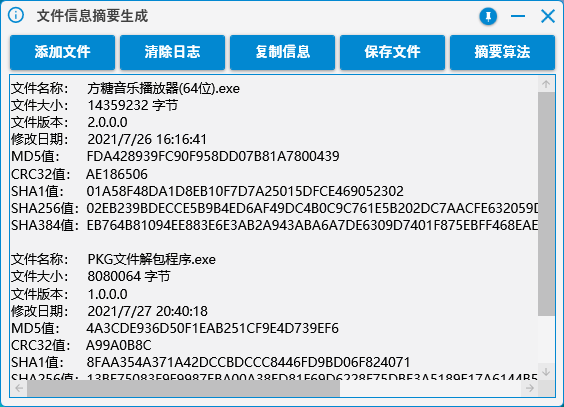 文件信息摘要生成
添加文件 清除日志 复制信息 保存文件 摘要算法
文件名称: 方糖音乐播放器(64位).exe
文件大小: 14359232 字节
文件版本: 2.0.0.0
修改日期: 2021/7/26 16:16:41
MD5值: FDA428939FC90F958DD07B81A7800439
CRC32值: AE186506
SHA1值: 01A58F48DA1D8EB10F7D7A25015DFCE469052302
SHA256值: 02EB239BDECCE5B9B4ED6AF49DC4B0C9C761E5B202DC7AACFE632059D
SHA384值: EB764B81094EE883E6E3AB2A943ABA6A7DE6309D7401F875EBFF468EAE
文件名称: PKG文件解包程序.exe
文件大小: 8080064 字节
文件版本: 1.0.0.0
修改日期: 2021/7/27 20:40:18
MD5值: 4A3CDE936D50F1EAB251CF9E4D739EF6
CRC32值: A99A0B8C
SHA1值: 8FAA354A371A42DCCBDCCC8446FD9BD06F824071
SHA256值: